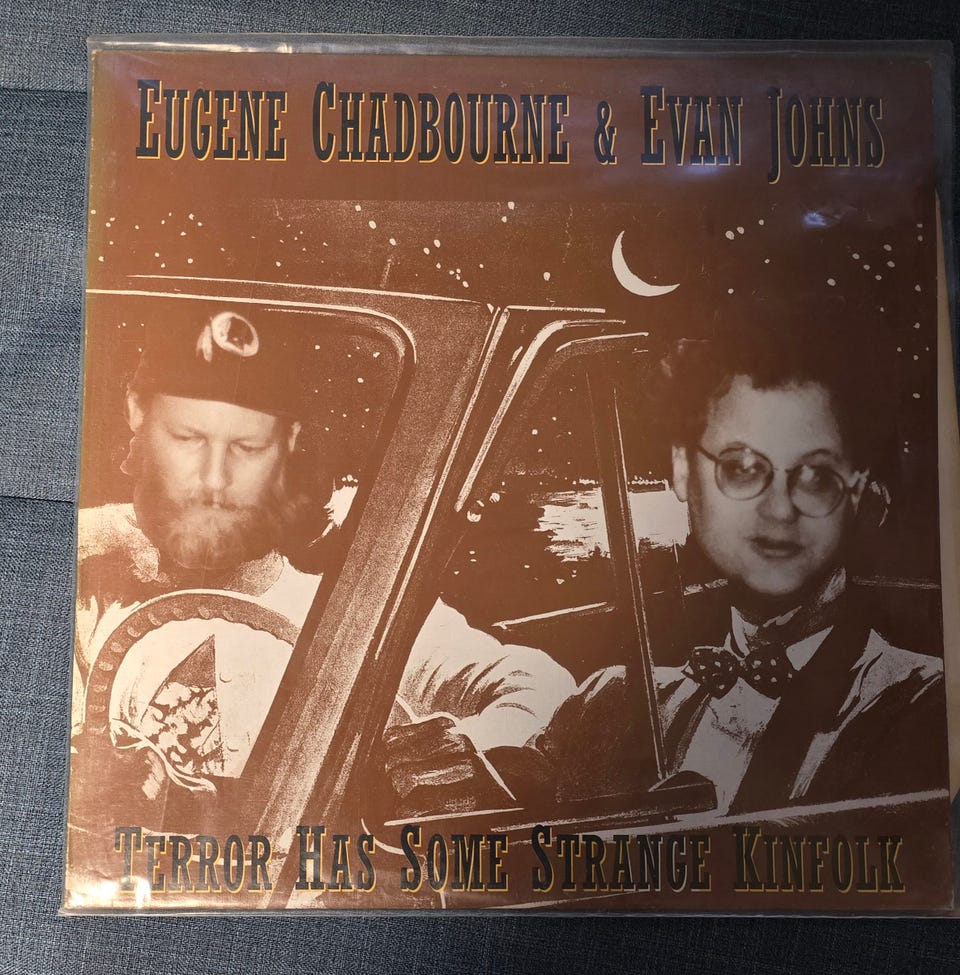 EUGENE CHADBOURNE & EVAN JOHNS
TERROR HAS SOME STRANGE KINFOLK